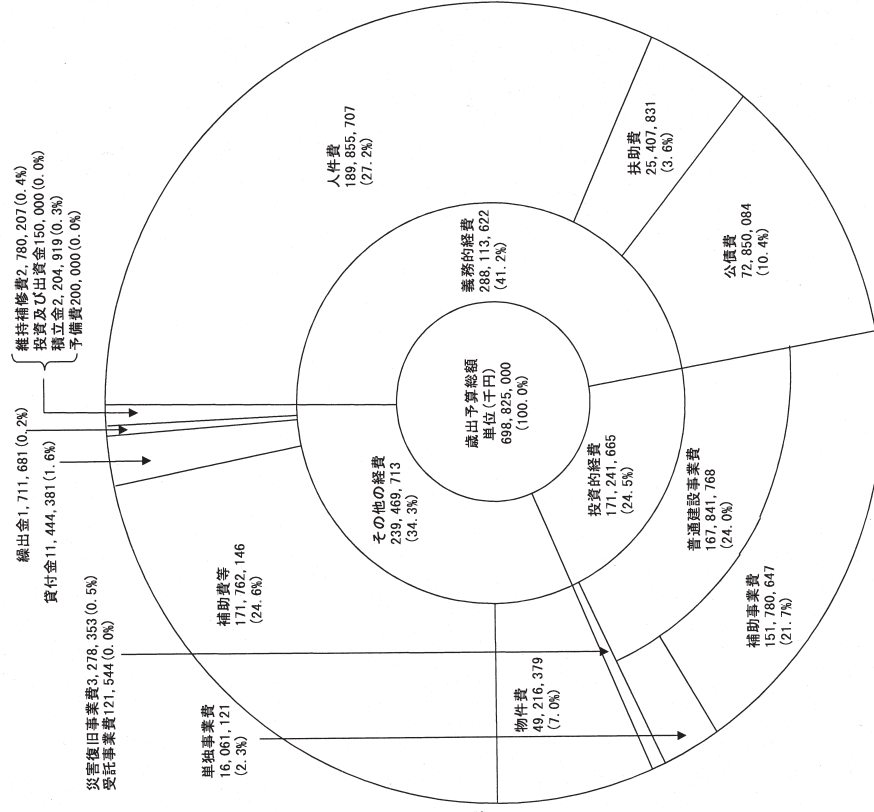 歳出予算総額
単位(千円)
698,825,000
(100.0%)
義務的経費
288,113,622
(41.2%)
人件費
189,855,707
(27.2%)
扶助費
25,407,831
(3.6%)
公債費
72,850,084
(10.4%)
投資的経費
171,241,665
(24.5%)
普通建設事業費
167,841,768
(24.0%)
補助事業費
151,780,647
(21.7%)
単独事業費
16,061,121
(2.3%)
災害復旧事業費3,278,353(0.5%)
受託事業費121,544(0.0%)
その他の経費
239,469,713
(34.3%)
物件費
49,216,379
(7.0%)
補助費等
171,762,146
(24.6%)
貸付金11,444,381(1.6%)
繰出金1,711,681(0.2%)
維持補修費2,780,207(0.4%)
投資及び出資金150,000(0.0%)
積立金2,204,919(0.3%)
予備費200,000(0.0%)